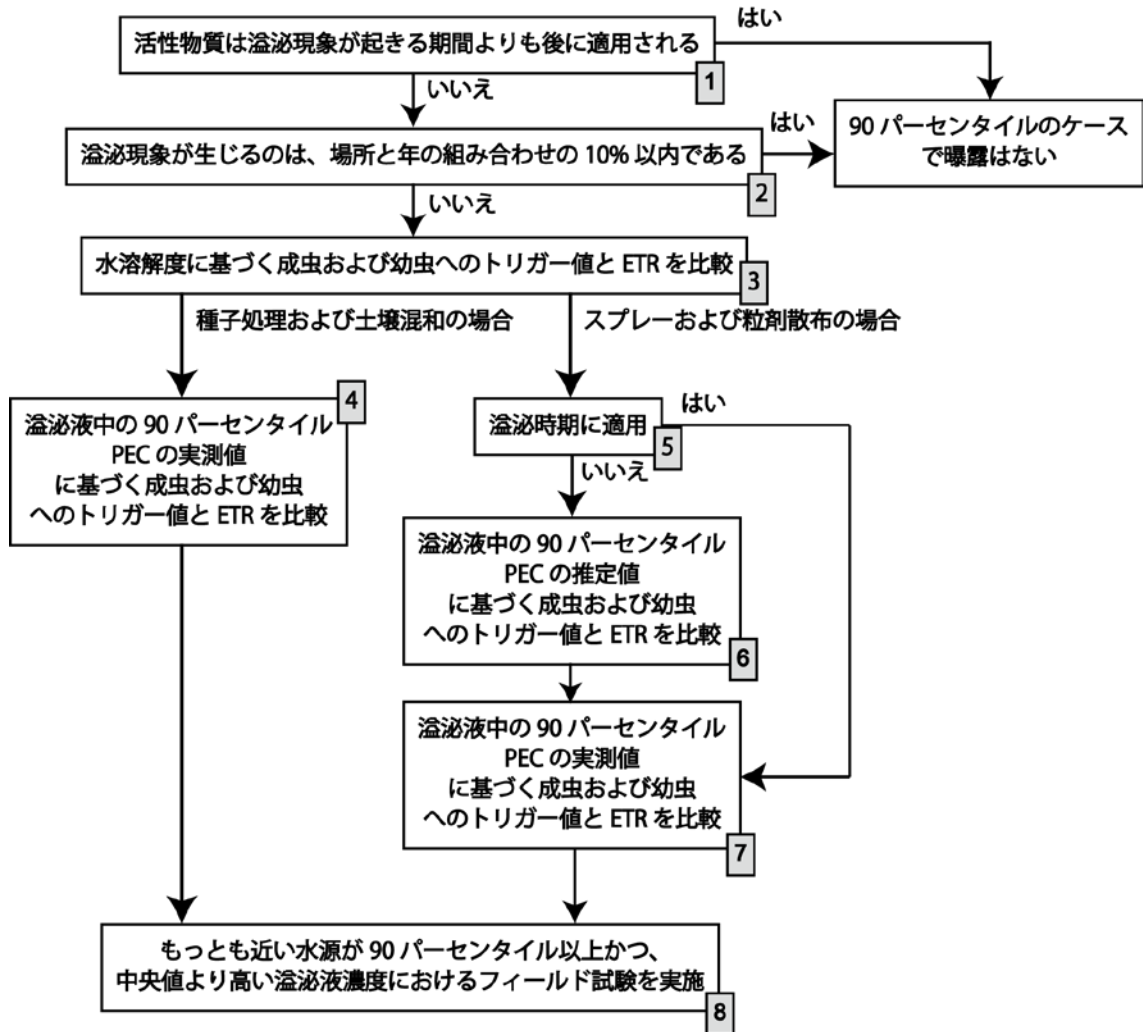 活性物質は溢泌現象が起きる期間よりも後に適用される
1
はい
いいえ
溢泌現象が生じるのは、場所と年の組み合わせの 10% 以内である
2
はい
90 パーセンタイルのケース
で曝露はない
いいえ
水溶解度に基づく成虫および幼虫へのトリガー値と ETR を比較
3
種子処理および土壌混和の場合
スプレーおよび粒剤散布の場合
4
溢泌液中の 90 パーセンタイル
PEC の実測値
に基づく成虫および幼虫
へのトリガー値と ETR を比較
溢泌時期に適用
5
はい
いいえ
溢泌液中の 90 パーセンタイル
PEC の推定値
に基づく成虫および幼虫
へのトリガー値と ETR を比較
6
溢泌液中の 90 パーセンタイル
PEC の実測値
に基づく成虫および幼虫
へのトリガー値と ETR を比較
7
もっとも近い水源が 90 パーセンタイル以上かつ、
中央値より高い溢泌液濃度におけるフィールド試験を実施
8